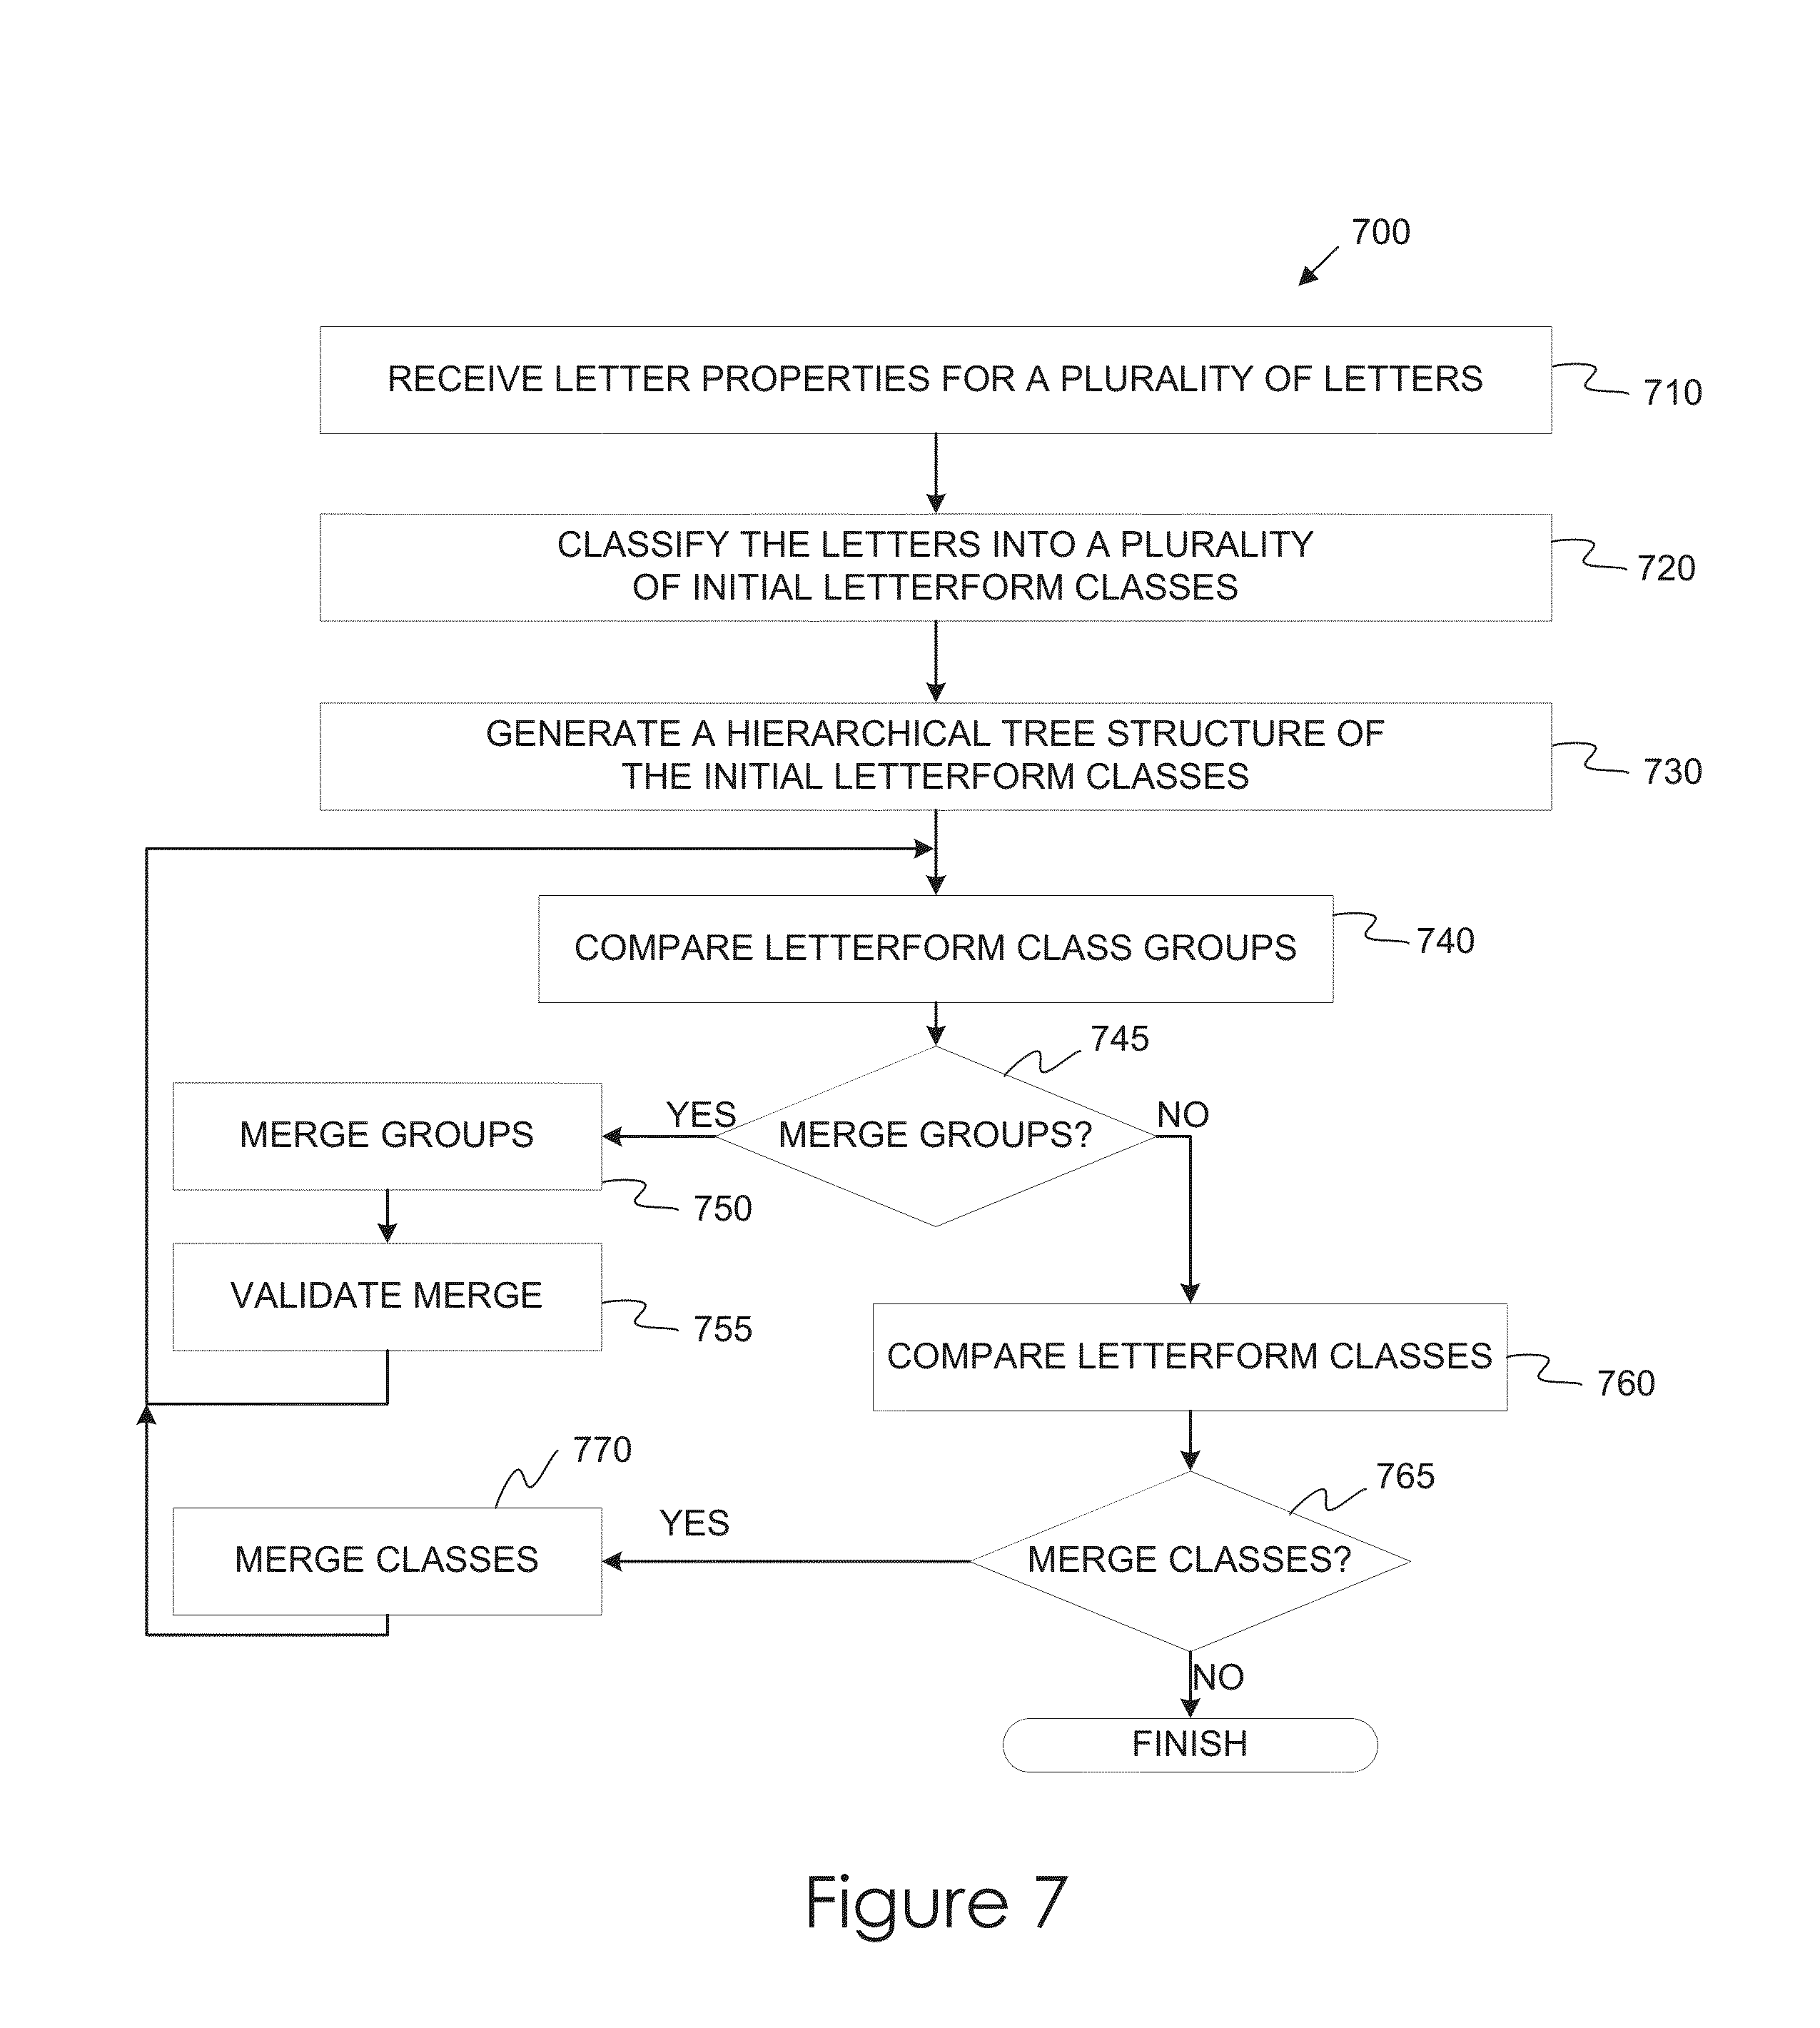 700
RECEIVE LETTER PROPERTIES FOR A PLURALITY OF LETTERS
710
CLASSIFY THE LETTERS INTO A PLURALITY
OF INITIAL LETTERFORM CLASSES
720
GENERATE A HIERARCHICAL TREE STRUCTURE OF
THE INITIAL LETTERFORM CLASSES
730
COMPARE LETTERFORM CLASS GROUPS
740
745
YES
MERGE GROUPS?
NO
MERGE GROUPS
750
VALIDATE MERGE
755
COMPARE LETTERFORM CLASSES
760
765
770
YES
MERGE CLASSES?
MERGE CLASSES
NO
FINISH
Figure 7